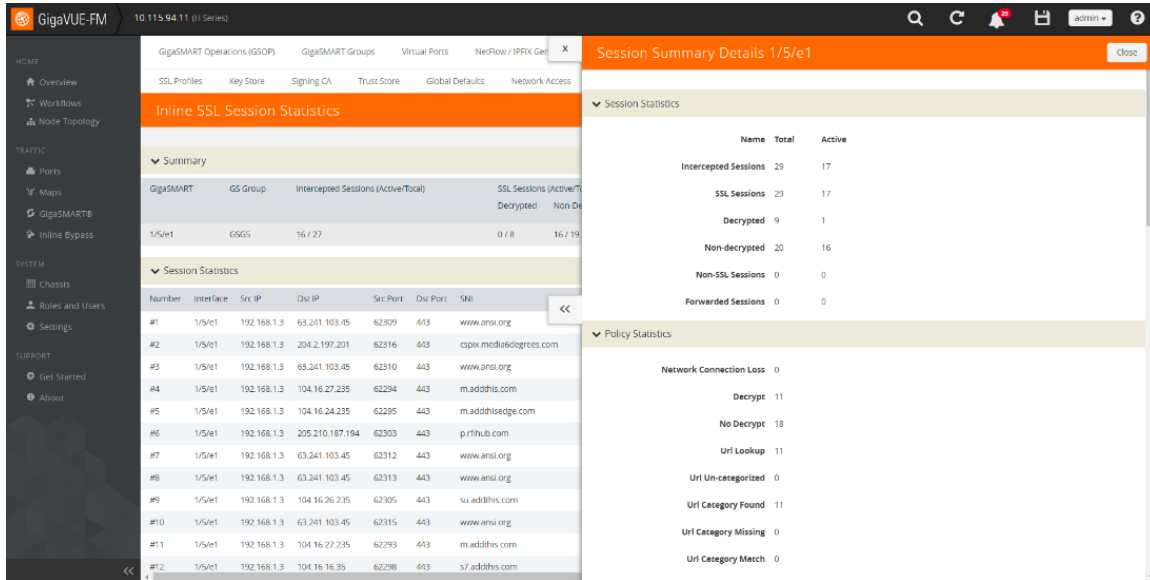 GigaVUE-FM
10.115.94.11 (H Series)
29
admin
HOME
Overview
Workflows
Node Topology
TRAFFIC
Ports
Maps
GigaSMART®
Inline Bypass
SYSTEM
Chassis
Roles and Users
Settings
SUPPORT
Get Started
About
GigaSMART Operations (GSOP) GigaSMART Groups Virtual Ports NetFlow / IPFIX Gen
SSL Profiles Key Store Signing CA Trust Store Global Defaults Network Access
Inline SSL Session Statistics
Summary
GigaSMART GS Group Intercepted Sessions (Active/Total) SSL Sessions (Active/To
Decrypted Non-De
1/5/e1 GSG5 16 / 27 0 / 8 16 / 19
Session Statistics
Number Interface Src IP Dst IP Src Port Dst Port SNI
#1 1/5/e1 192.168.1.3 63.241.103.45 62309 443 www.ansi.org
#2 1/5/e1 192.168.1.3 204.2.197.201 62316 443 cspix.media6degrees.com
#3 1/5/e1 192.168.1.3 63.241.103.45 62310 443 www.ansi.org
#4 1/5/e1 192.168.1.3 104.16.27.235 62294 443 m.addthis.com
#5 1/5/e1 192.168.1.3 104.16.24.235 62295 443 m.addthisedge.com
#6 1/5/e1 192.168.1.3 205.210.187.194 62303 443 p.rfihub.com
#7 1/5/e1 192.168.1.3 63.241.103.45 62312 443 www.ansi.org
#8 1/5/e1 192.168.1.3 63.241.103.45 62313 443 www.ansi.org
#9 1/5/e1 192.168.1.3 104.16.26.235 62305 443 su.addthis.com
#10 1/5/e1 192.168.1.3 63.241.103.45 62315 443 www.ansi.org
#11 1/5/e1 192.168.1.3 104.16.27.235 62293 443 m.addthis.com
#12 1/5/e1 192.168.1.3 104.16.16.35 62298 443 s7.addthis.com
x
Session Summary Details 1/5/e1
Close
Session Statistics
Name Total Active
Intercepted Sessions 29 17
SSL Sessions 29 17
Decrypted 9 1
Non-decrypted 20 16
Non-SSL Sessions 0 0
Forwarded Sessions 0 0
Policy Statistics
Network Connection Loss 0
Decrypt 11
No Decrypt 18
Url Lookup 11
Url Un-categorized 0
Url Category Found 11
Url Category Missing 0
Url Category Match 0